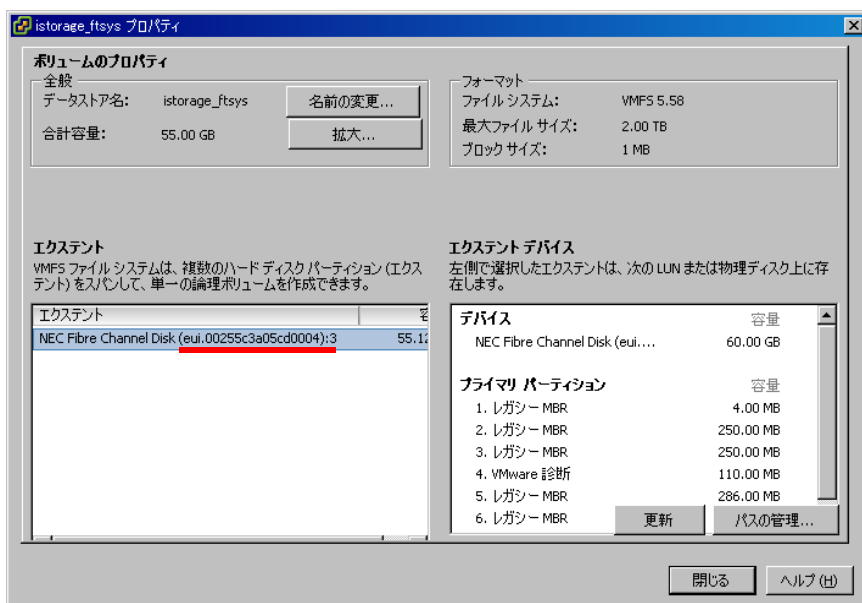 istorage_ftsys プロパティ
ボリュームのプロパティ
全般
データストア名: istorage_ftsys 名前の変更...
合計容量: 55.00 GB 拡大...
フォーマット
ファイル システム: VMFS 5.58
最大ファイル サイズ: 2.00 TB
ブロック サイズ: 1 MB
エクステント
VMFS ファイル システムは、複数のハード ディスク パーティション (エクス
テント) をスパンして、単一の論理ボリュームを作成できます。
エクステント
NEC Fibre Channel Disk (eui.00255c3a05cd0004):3 55.12
エクステント デバイス
左側で選択したエクステントは、次の LUN または物理ディスク上に存
在します。
デバイス 容量
NEC Fibre Channel Disk (eui.... 60.00 GB
プライマリ パーティション 容量
1. レガシー MBR 4.00 MB
2. レガシー MBR 250.00 MB
3. レガシー MBR 250.00 MB
4. VMware 診断 110.00 MB
5. レガシー MBR 286.00 MB
6. レガシー MBR
更新 パスの管理...
閉じる ヘルプ (H)